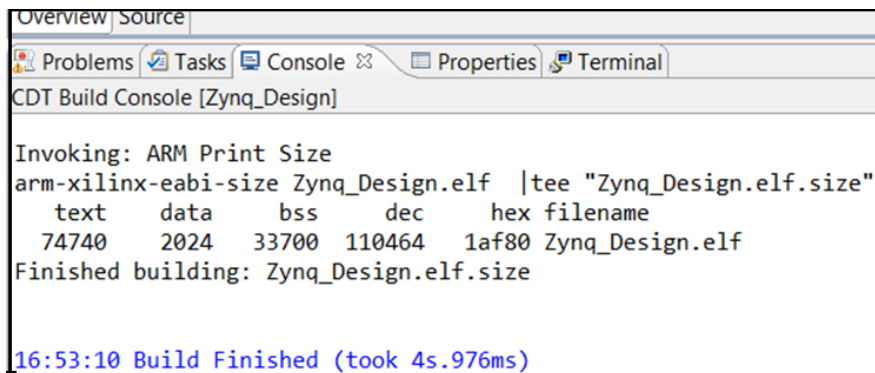 Overview Source
Problems Tasks Console Properties Terminal
CDT Build Console [Zynq_Design]
Invoking: ARM Print Size
arm-xilinx-eabi-size Zynq_Design.elf |tee "Zynq_Design.elf.size"
text data bss dec hex filename
74740 2024 33700 110464 1af80 Zynq_Design.elf
Finished building: Zynq_Design.elf.size
16:53:10 Build Finished (took 4s.976ms)